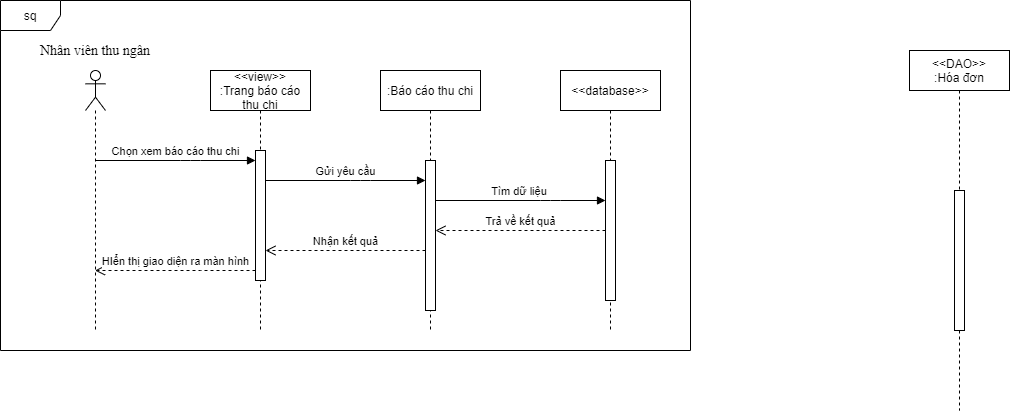 sq
Nhân viên thu ngân
<<view>>
:Trang báo cáo
thu chi
:Báo cáo thu chi
<<database>>
<<DAO>>
:Hóa đơn
Chọn xem báo cáo thu chi
Gửi yêu cầu
Tìm dữ liệu
Trả về kết quả
Nhận kết quả
HIển thị giao diện ra màn hình